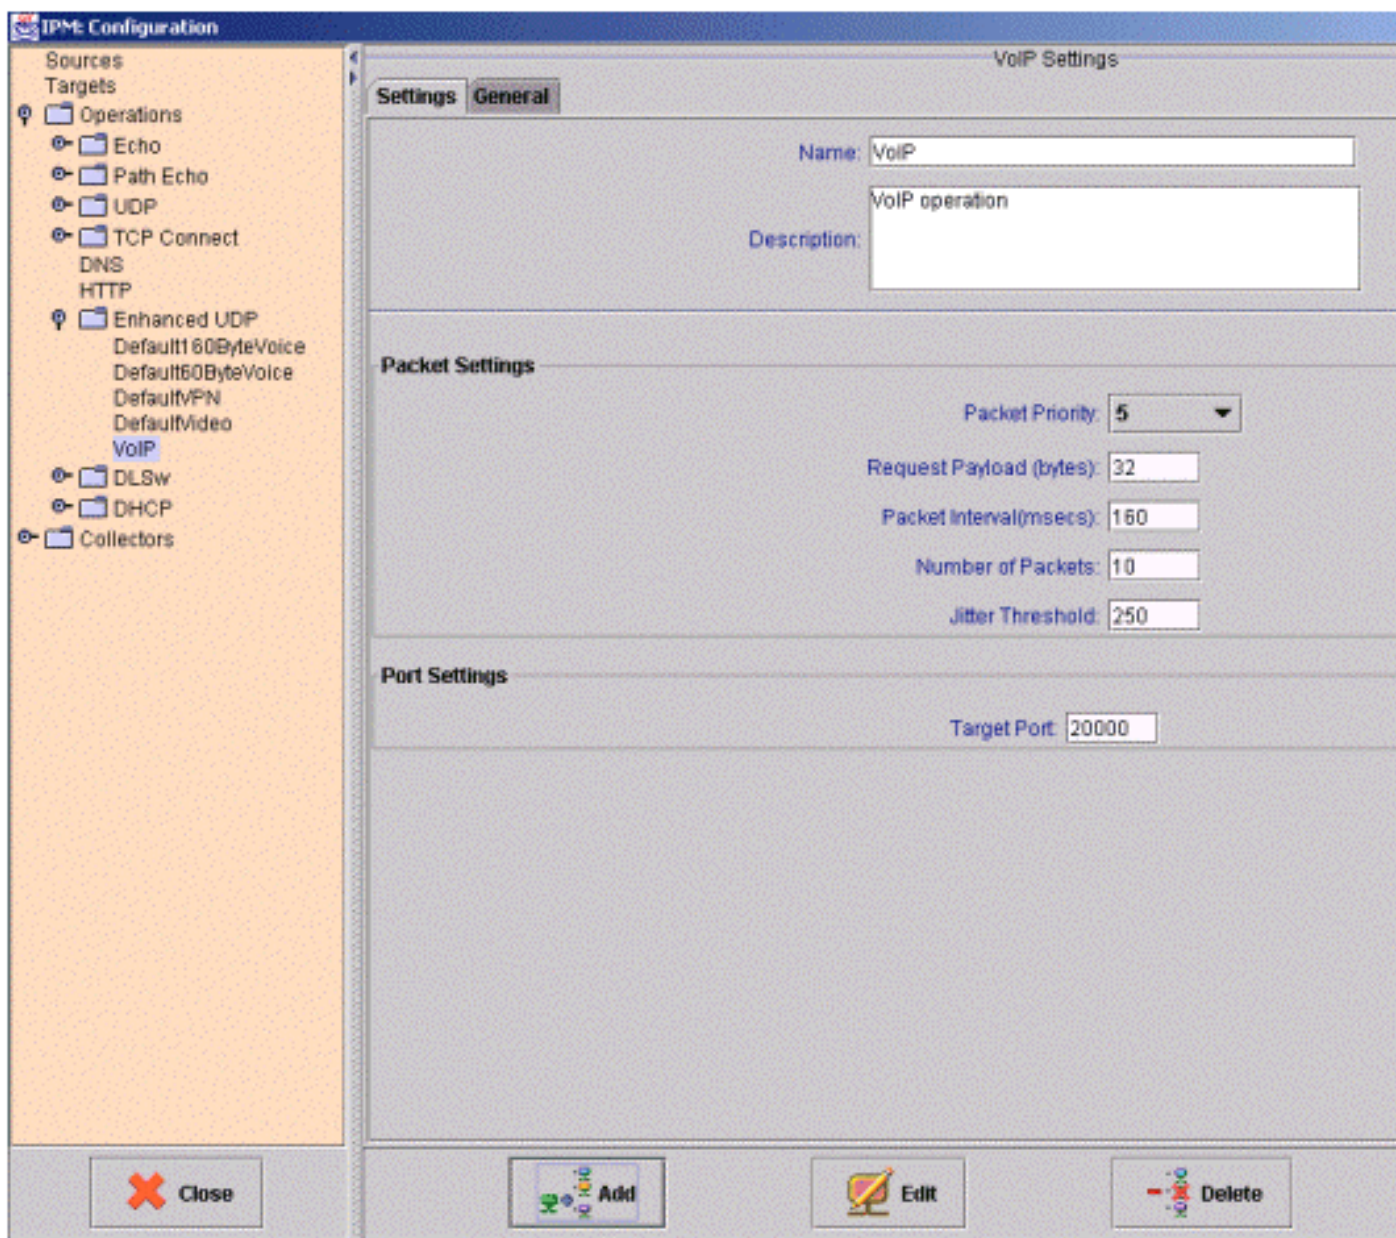 IPM: Configuration
Sources
Targets
Operations
Echo
Path Echo
UDP
TCP Connect
DNS
HTTP
Enhanced UDP
Default160ByteVoice
Default60ByteVoice
DefaultVPN
DefaultVideo
VoIP
DLSw
DHCP
Collectors
Close
VoIP Settings
Settings General
Name: VoIP
Description: VoIP operation
Packet Settings
Packet Priority: 5
Request Payload (bytes): 32
Packet Interval(msecs): 160
Number of Packets: 10
Jitter Threshold: 250
Port Settings
Target Port: 20000
Add Edit Delete